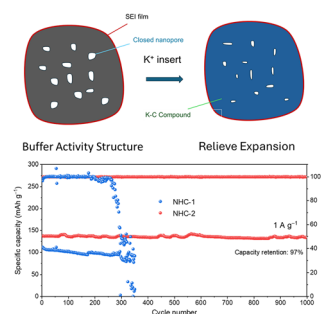 SEI film
Closed nanopore
K⁺ insert
K-C Compound
Buffer Activity Structure
Relieve Expansion
Specific capacity (mAh g⁻¹)
300
250
200
150
100
50
0
NHC-1
NHC-2
1 A g⁻¹
Capacity retention: 97%
100
80
60
40
20
0
0 100 200 300 400 500 600 700 800 900 1000
Cycle number